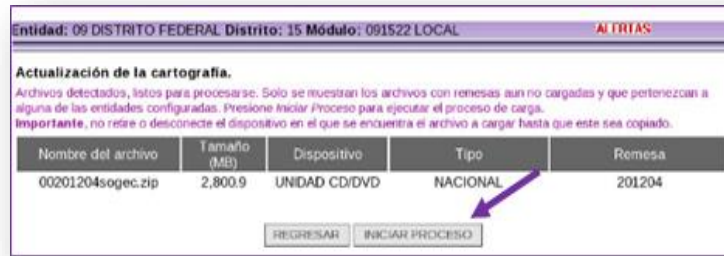 Entidad: 09 DISTRITO FEDERAL Distrito: 15 Módulo: 091522 LOCAL ALERTAS
Actualización de la cartografía.
Archivos detectados, listos para procesarse. Solo se muestran los archivos con remesas aun no cargadas y que pertenezcan a
alguna de las entidades configuradas. Presione Iniciar Proceso para ejecutar el proceso de carga.
Importante, no retire o desconecte el dispositivo en el que se encuentra el archivo a cargar hasta que este sea copiado.
Nombre del archivo Tamaño (MB) Dispositivo Tipo Remesa
00201204sogec.zip 2,800.9 UNIDAD CD/DVD NACIONAL 201204
REGRESAR INICIAR PROCESO